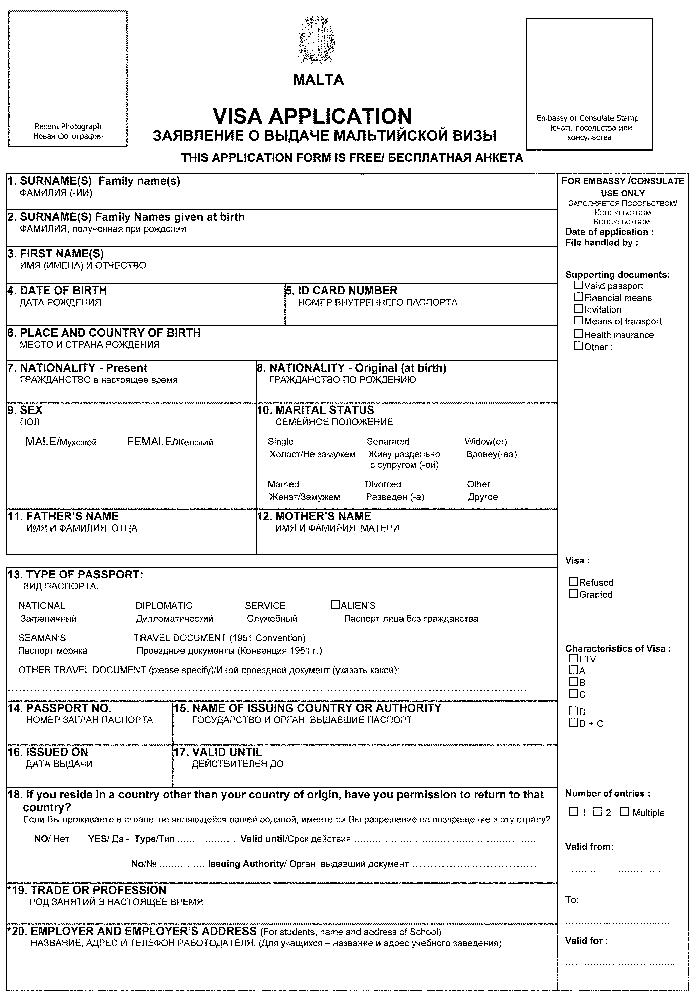 Recent Photograph
Новая фотография
MALTA
VISA APPLICATION
ЗАЯВЛЕНИЕ О ВЫДАЧЕ МАЛЬТИЙСКОЙ ВИЗЫ
THIS APPLICATION FORM IS FREE/ БЕСПЛАТНАЯ АНКЕТА
Embassy or Consulate Stamp
Печать посольства или
консульства
1. SURNAME(S) Family name(s)
ФАМИЛИЯ (-ИИ)
2. SURNAME(S) Family Names given at birth
ФАМИЛИЯ, полученная при рождении
3. FIRST NAME(S)
ИМЯ (ИМЕНА) И ОТЧЕСТВО
4. DATE OF BIRTH
ДАТА РОЖДЕНИЯ
5. ID CARD NUMBER
НОМЕР ВНУТРЕННЕГО ПАСПОРТА
6. PLACE AND COUNTRY OF BIRTH
МЕСТО И СТРАНА РОЖДЕНИЯ
7. NATIONALITY - Present
ГРАЖДАНСТВО в настоящее время
8. NATIONALITY - Original (at birth)
ГРАЖДАНСТВО ПО РОЖДЕНИЮ
9. SEX
ПОЛ
MALE/Мужской FEMALE/Женский
10. MARITAL STATUS
СЕМЕЙНОЕ ПОЛОЖЕНИЕ
Single Separated Widow(er)
Холост/Не замужем Живу раздельно Вдовеу(-ва)
с супругом (-ой)
Married Divorced Other
Женат/Замужем Разведен (-а) Другое
11. FATHER'S NAME
ИМЯ И ФАМИЛИЯ ОТЦА
12. MOTHER'S NAME
ИМЯ И ФАМИЛИЯ МАТЕРИ
13. TYPE OF PASSPORT:
ВИД ПАСПОРТА:
NATIONAL DIPLOMATIC SERVICE ☐ALIEN'S
Заграничный Дипломатический Служебный Паспорт лица без гражданства
SEAMAN'S TRAVEL DOCUMENT (1951 Convention)
Паспорт моряка Проездные документы (Конвенция 1951 г.)
OTHER TRAVEL DOCUMENT (please specify)/Иной проездной документ (указать какой):
14. PASSPORT NO.
НОМЕР ЗАГРАН ПАСПОРТА
15. NAME OF ISSUING COUNTRY OR AUTHORITY
ГОСУДАРСТВО И ОРГАН, ВЫДАВШИЕ ПАСПОРТ
16. ISSUED ON
ДАТА ВЫДАЧИ
17. VALID UNTIL
ДЕЙСТВИТЕЛЕН ДО
18. If you reside in a country other than your country of origin, have you permission to return to that
country?
Если Вы проживаете в стране, не являющейся вашей родиной, имеете ли Вы разрешение на возвращение в эту страну?
NO/ Нет YES/ Да - Type/Тип ................... Valid until/Срок действия ...........................................................
No/№ ............... Issuing Authority/ Орган, выдавший документ ........................................
*19. TRADE OR PROFESSION
РОД ЗАНЯТИЙ В НАСТОЯЩЕЕ ВРЕМЯ
*20. EMPLOYER AND EMPLOYER'S ADDRESS (For students, name and address of School)
НАЗВАНИЕ, АДРЕС И ТЕЛЕФОН РАБОТОДАТЕЛЯ. (Для учащихся – название и адрес учебного заведения)
FOR EMBASSY /CONSULATE
USE ONLY
ЗАПОЛНЯЕТСЯ ПОСОЛЬСТВОМ/
КОНСУЛЬСТВОМ
КОНСУЛЬСТВОМ
Date of application :
File handled by :
Supporting documents:
☐Valid passport
☐Financial means
☐Invitation
☐Means of transport
☐Health insurance
☐Other :
Visa :
☐Refused
☐Granted
Characteristics of Visa :
☐LTV
☐A
☐B
☐C
☐D
☐D + C
Number of entries :
☐ 1 ☐ 2 ☐ Multiple
Valid from:
To:
Valid for :